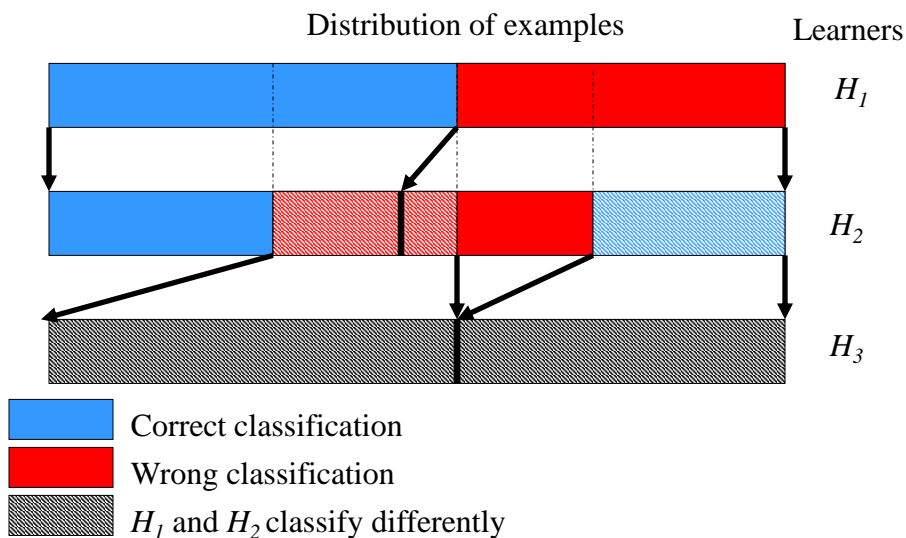 Distribution of examples
Learners
H1
H2
H3
Correct classification
Wrong classification
H1 and H2 classify differently